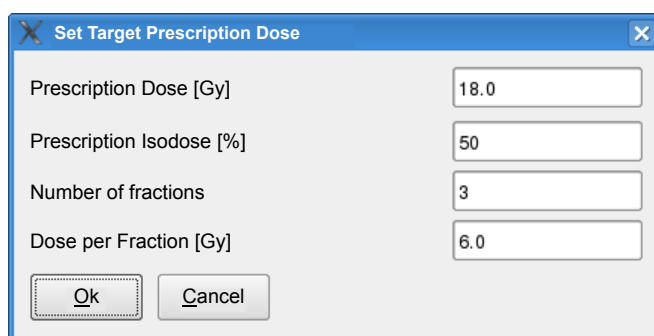 Set Target Prescription Dose
Prescription Dose [Gy] 18.0
Prescription Isodose [%] 50
Number of fractions 3
Dose per Fraction [Gy] 6.0
Ok Cancel